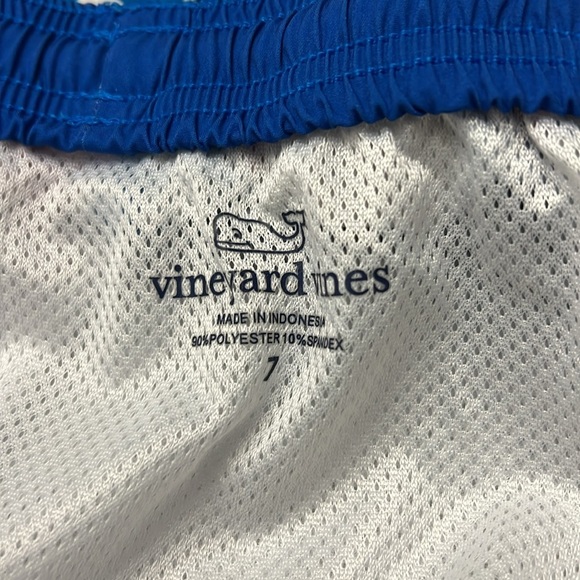 vineyard vines
MADE IN INDONESIA
90%POLYESTER 10%SPANDEX
7